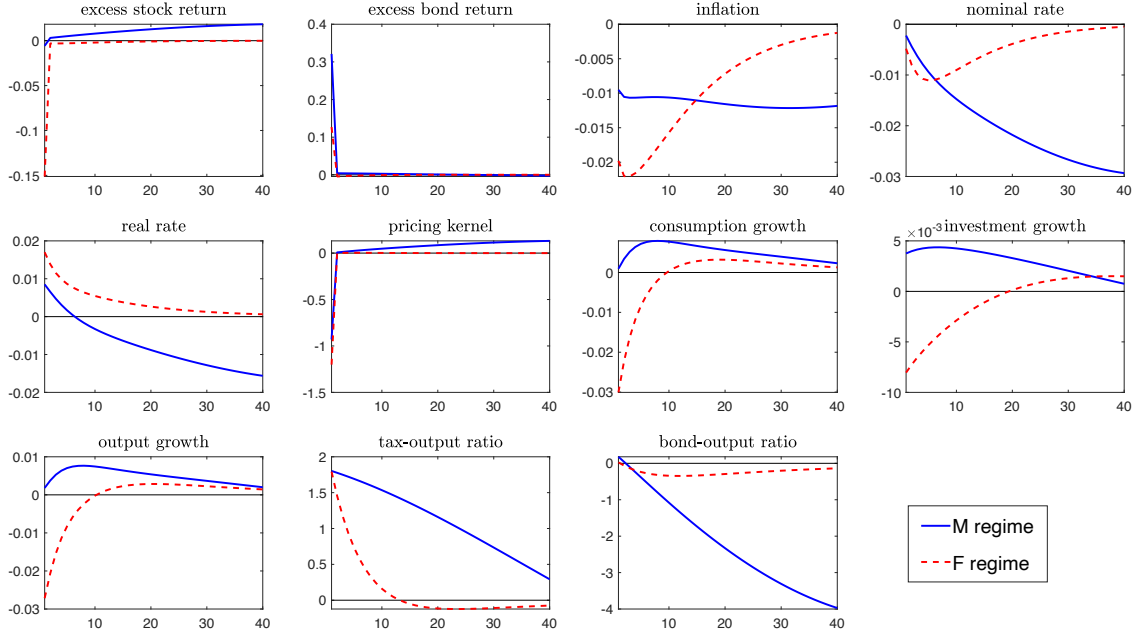 excess stock return
0
-0.05
-0.1
-0.15
10 20 30 40
excess bond return
0.4
0.3
0.2
0.1
0
10 20 30 40
inflation
0
-0.005
-0.01
-0.015
-0.02
10 20 30 40
nominal rate
0
-0.01
-0.02
-0.03
10 20 30 40
real rate
0.02
0.01
0
-0.01
-0.02
10 20 30 40
pricing kernel
0
-0.5
-1
-1.5
10 20 30 40
consumption growth
0
-0.01
-0.02
-0.03
10 20 30 40
×10-3 investment growth
5
0
-5
-10
10 20 30 40
output growth
0.01
0
-0.01
-0.02
-0.03
10 20 30 40
tax-output ratio
2
1.5
1
0.5
0
10 20 30 40
bond-output ratio
0
-1
-2
-3
-4
10 20 30 40
M regime
F regime